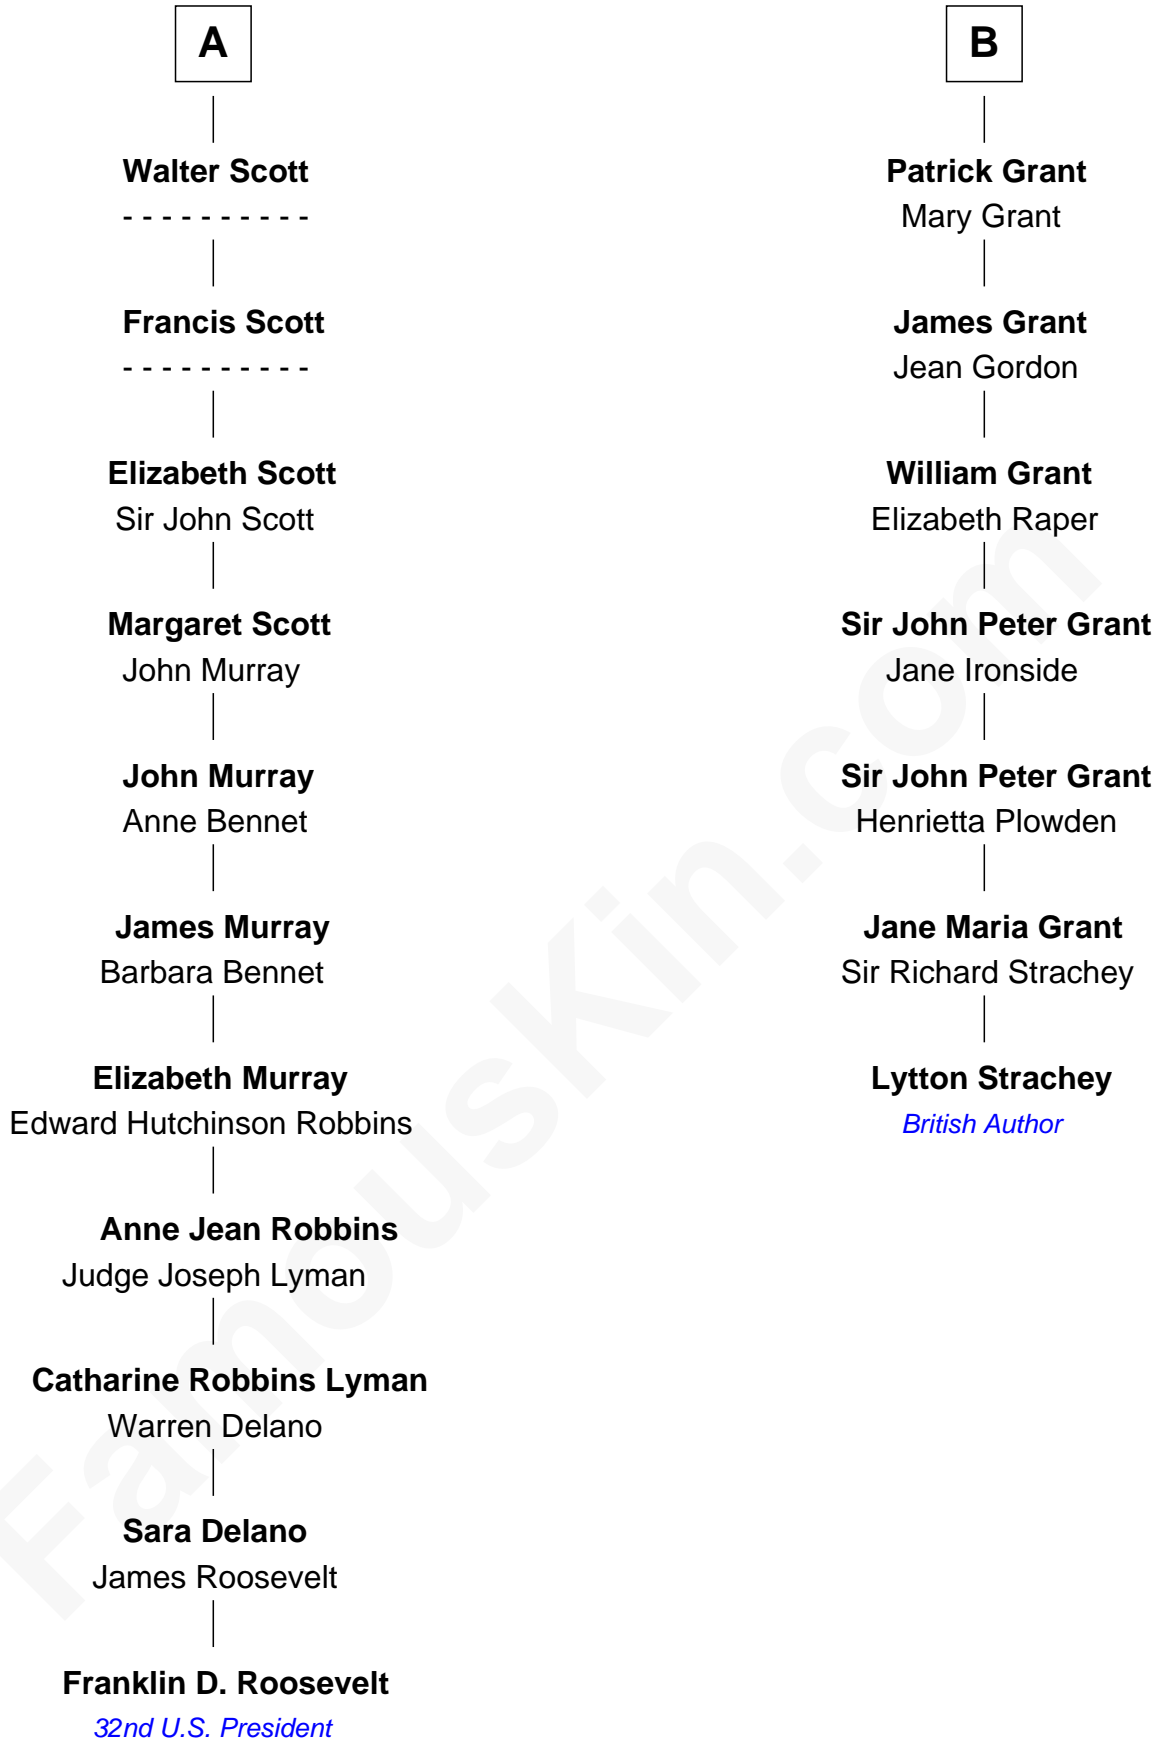 A
Walter Scott
- - - - - - - - - -
Francis Scott
- - - - - - - - - -
Elizabeth Scott
Sir John Scott
Margaret Scott
John Murray
John Murray
Anne Bennet
James Murray
Barbara Bennet
Elizabeth Murray
Edward Hutchinson Robbins
Anne Jean Robbins
Judge Joseph Lyman
Catharine Robbins Lyman
Warren Delano
Sara Delano
James Roosevelt
Franklin D. Roosevelt
32nd U.S. President
B
Patrick Grant
Mary Grant
James Grant
Jean Gordon
William Grant
Elizabeth Raper
Sir John Peter Grant
Jane Ironside
Sir John Peter Grant
Henrietta Plowden
Jane Maria Grant
Sir Richard Strachey
Lytton Strachey
British Author
FamousKin.com